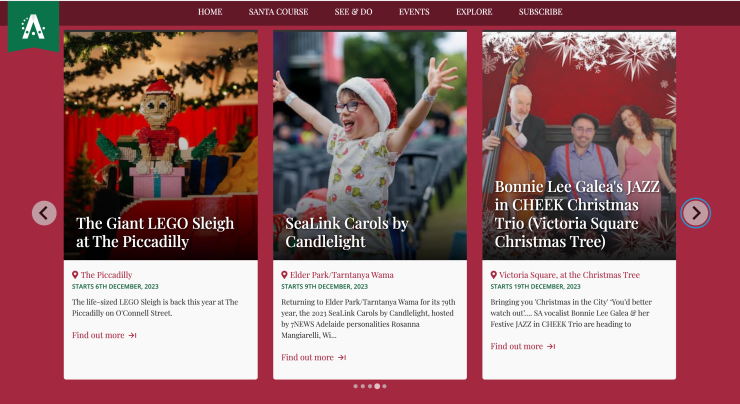 A
HOME
SANTA COURSE
SEE & DO
EVENTS
EXPLORE
SUBSCRIBE
The Giant LEGO Sleigh
at The Piccadilly
The Piccadilly
STARTS 6TH DECEMBER, 2023
The life-sized LEGO Sleigh is back this year at The
Piccadilly on O'Connell Street.
Find out more
SeaLink Carols by
Candlelight
Elder Park/Tarntanya Wama
STARTS 9TH DECEMBER, 2023
Returning to Elder Park/Tarntanya Wama for its 79th
year, the 2023 SeaLink Carols by Candlelight, hosted
by 7NEWS Adelaide personalities Rosanna
Mangiarelli, Wi...
Find out more
Bonnie Lee Galea's JAZZ
in CHEEK Christmas
Trio (Victoria Square
Christmas Tree)
Victoria Square, at the Christmas Tree
STARTS 19TH DECEMBER, 2023
Bringing you 'Christmas in the City' 'You'd better
watch out'.... SA vocalist Bonnie Lee Galea & her
Festive JAZZ in CHEEK Trio are heading to
Find out more